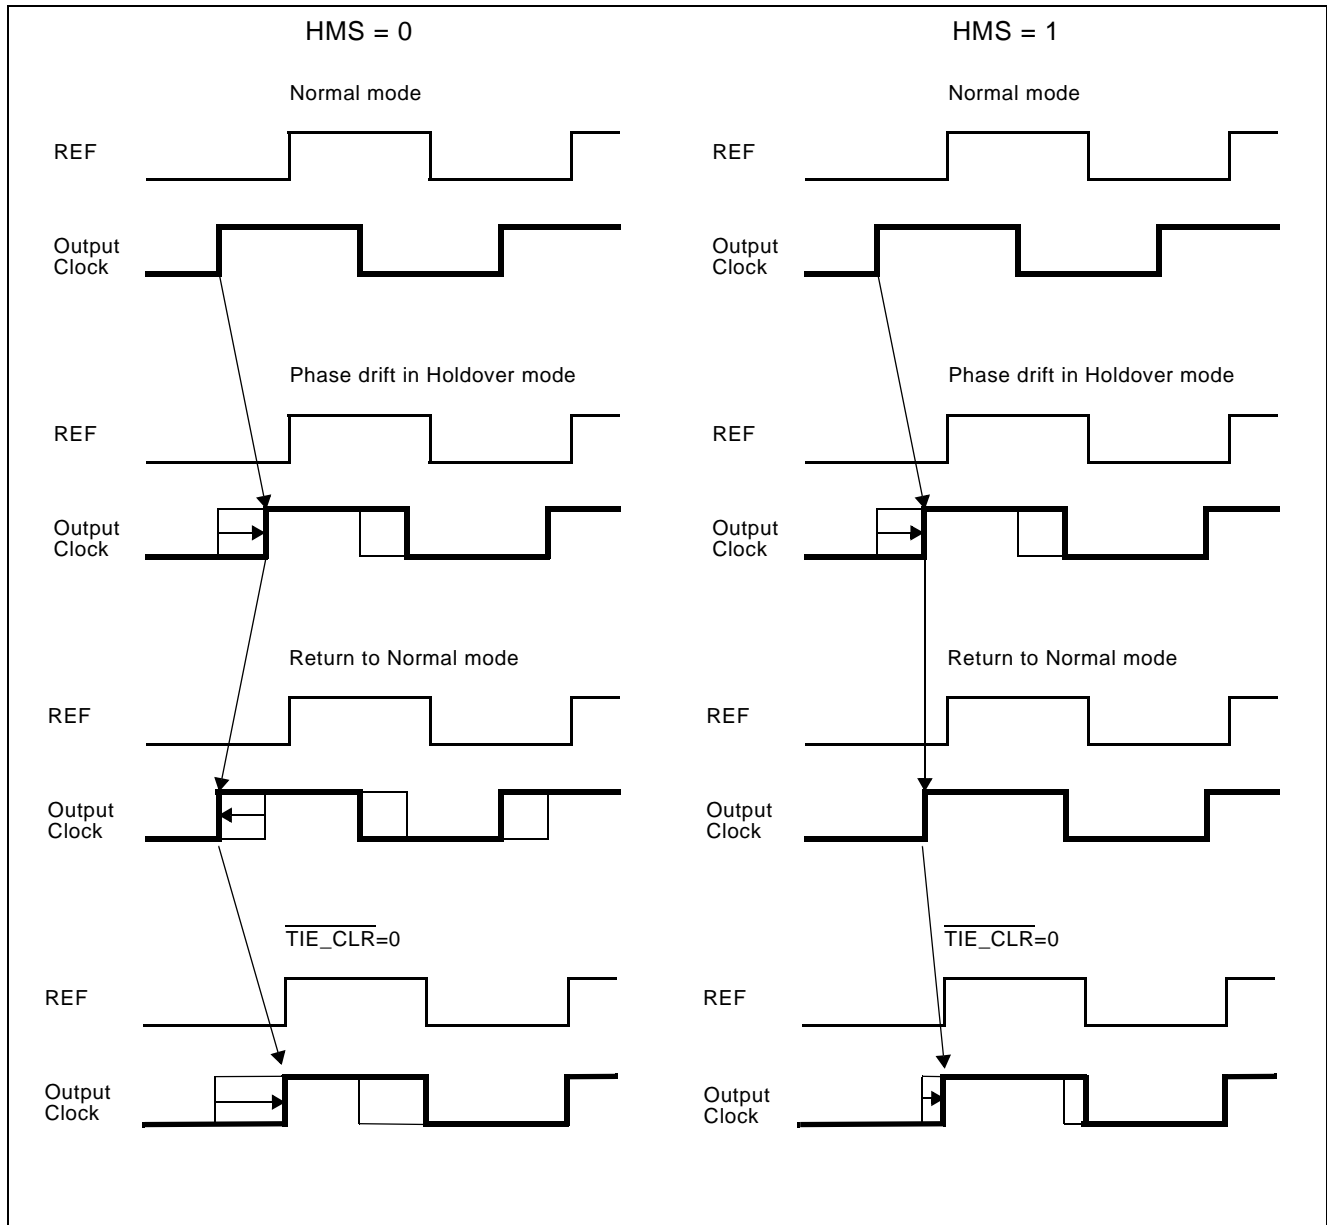 HMS = 0
Normal mode
REF
Output
Clock
Phase drift in Holdover mode
REF
Output
Clock
Return to Normal mode
REF
Output
Clock
TIE_CLR=0
REF
Output
Clock
HMS = 1
Normal mode
REF
Output
Clock
Phase drift in Holdover mode
REF
Output
Clock
Return to Normal mode
REF
Output
Clock
TIE_CLR=0
REF
Output
Clock